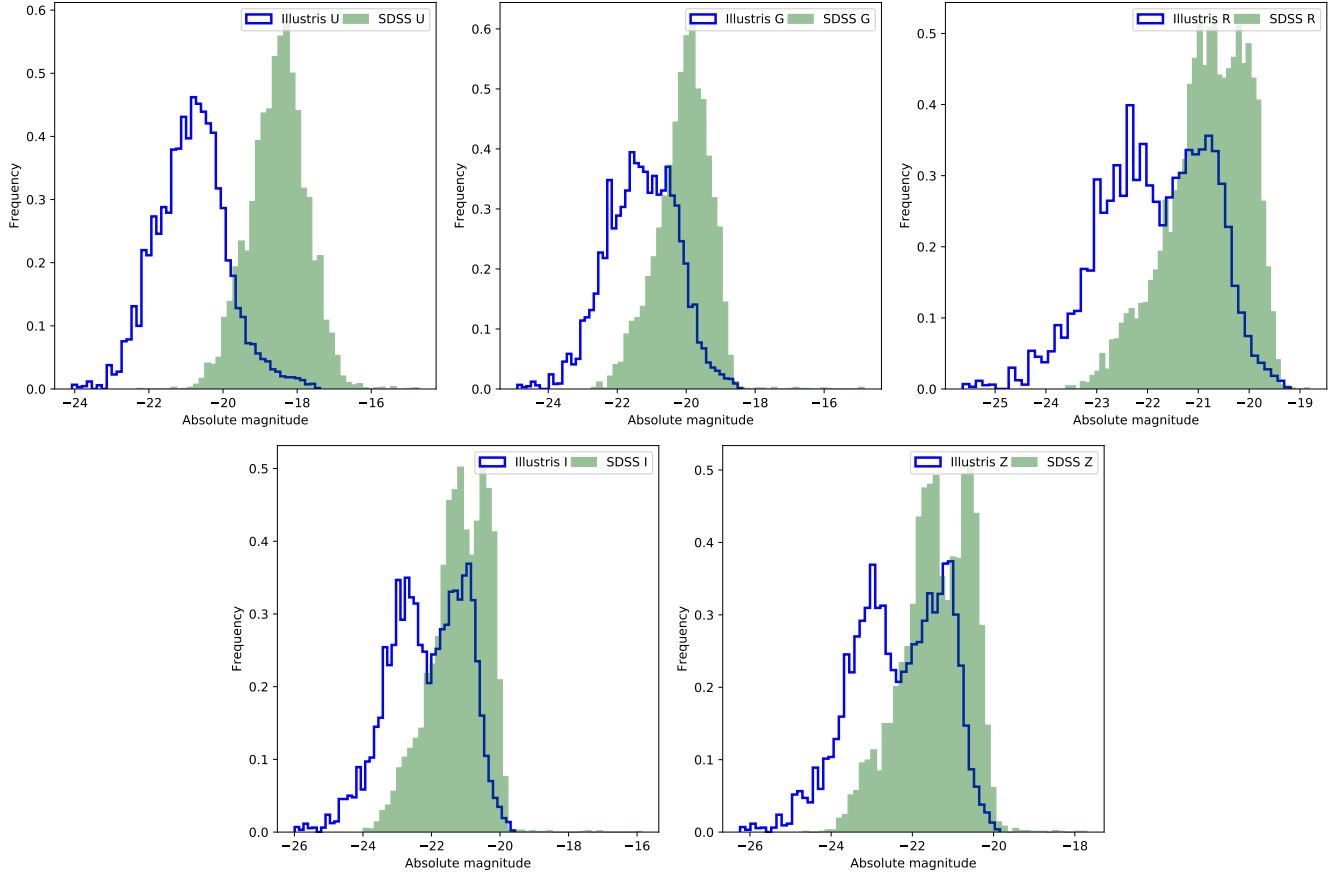 Illustris U SDSS U
0.6
0.5
0.4
0.3
0.2
0.1
0.0
Frequency
−24 −22 −20 −18 −16
Absolute magnitude
Illustris G SDSS G
0.6
0.5
0.4
0.3
0.2
0.1
0.0
Frequency
−24 −22 −20 −18 −16
Absolute magnitude
Illustris R SDSS R
0.5
0.4
0.3
0.2
0.1
0.0
Frequency
−25 −24 −23 −22 −21 −20 −19
Absolute magnitude
Illustris I SDSS I
0.5
0.4
0.3
0.2
0.1
0.0
Frequency
−26 −24 −22 −20 −18 −16
Absolute magnitude
Illustris Z SDSS Z
0.5
0.4
0.3
0.2
0.1
0.0
Frequency
−26 −24 −22 −20 −18
Absolute magnitude